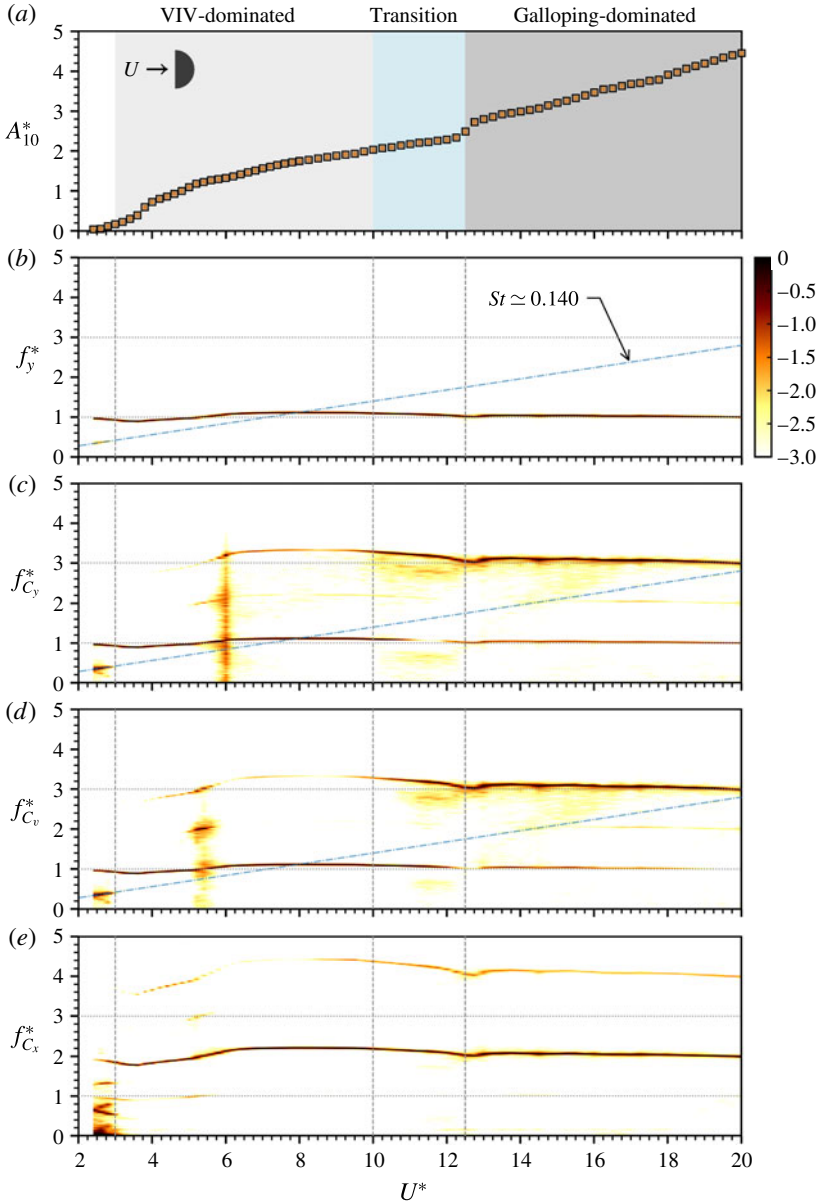 (a) VIV-dominated Transition Galloping-dominated
5
4
3
2
1
0
A*10
U →
(b)
5
4
3
2
1
0
f*y
St ≃ 0.140
0
–0.5
–1.0
–1.5
–2.0
–2.5
–3.0
(c)
5
4
3
2
1
0
f*Cy
(d)
5
4
3
2
1
0
f*Cv
(e)
5
4
3
2
1
0
f*Cx
2 4 6 8 10 12 14 16 18 20
U*